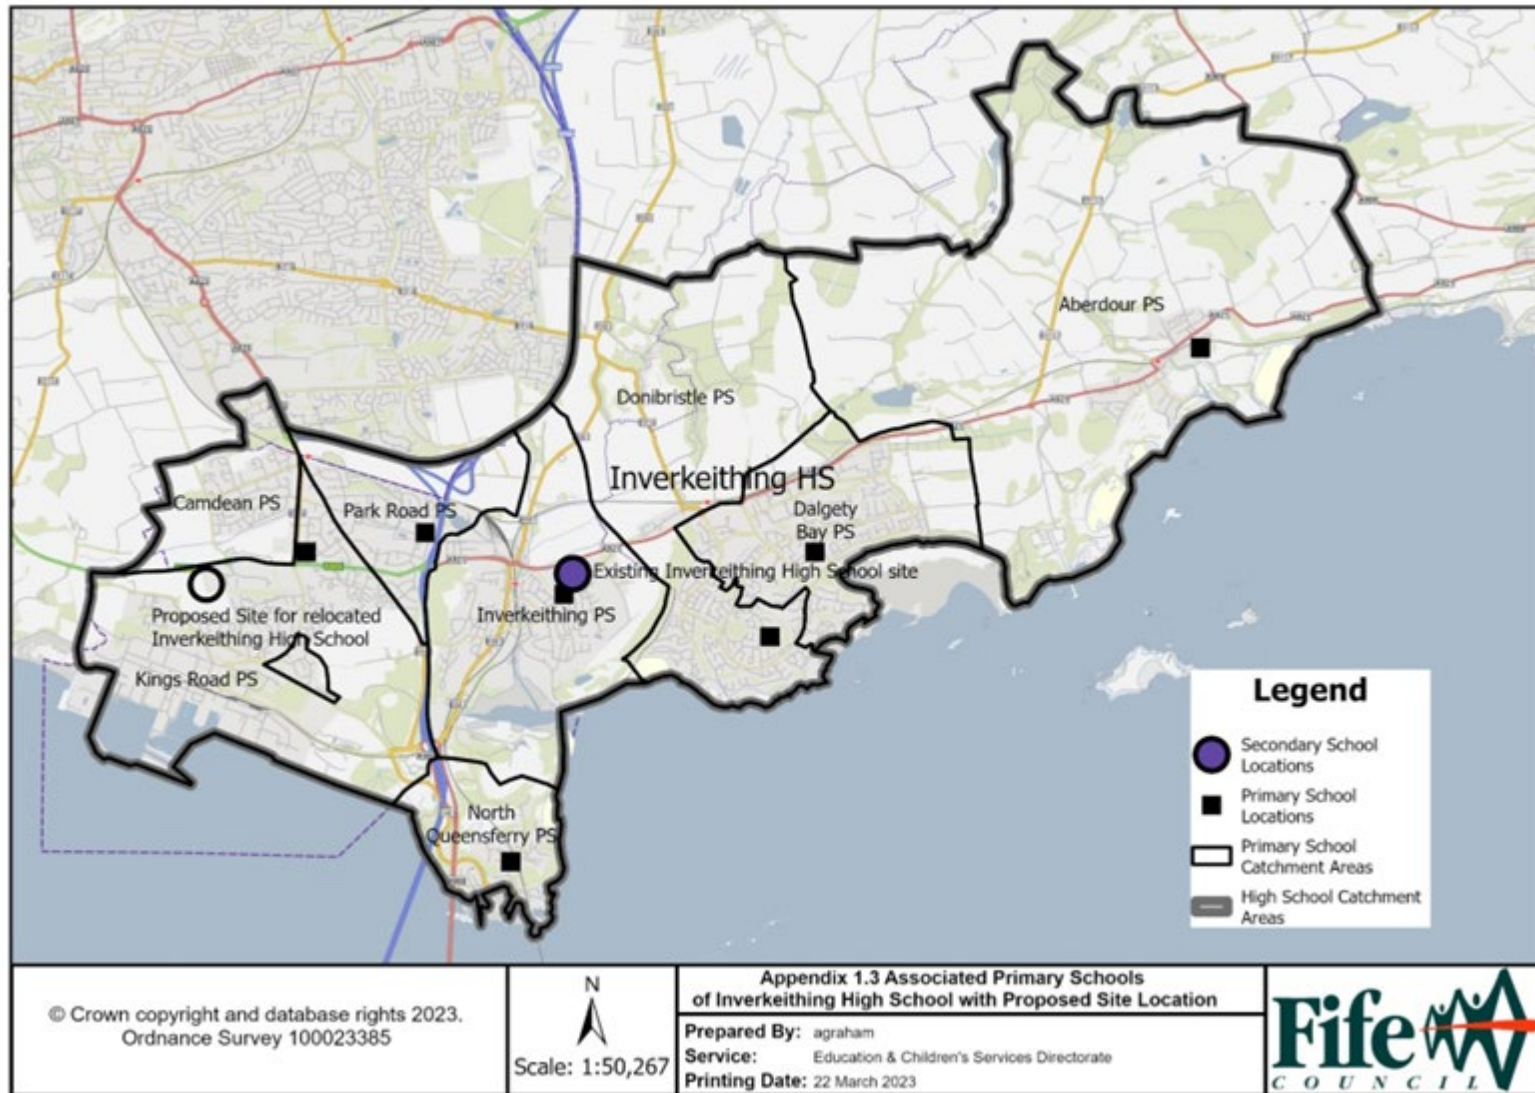 Aberdour PS
Donibristle PS
Inverkeithing HS
Camdean PS
Park Road PS
Dalgety
Bay PS
Existing Inverkeithing High School site
Proposed Site for relocated
Inverkeithing High School
Inverkeithing PS
Kings Road PS
North
Queensferry PS
Legend
Secondary School
Locations
Primary School
Locations
Primary School
Catchment Areas
High School Catchment
Areas
© Crown copyright and database rights 2023.
Ordnance Survey 100023385
N
Scale: 1:50,267
Appendix 1.3 Associated Primary Schools
of Inverkeithing High School with Proposed Site Location
Prepared By: agraham
Service: Education & Children's Services Directorate
Printing Date: 22 March 2023
Fife
COUNCIL